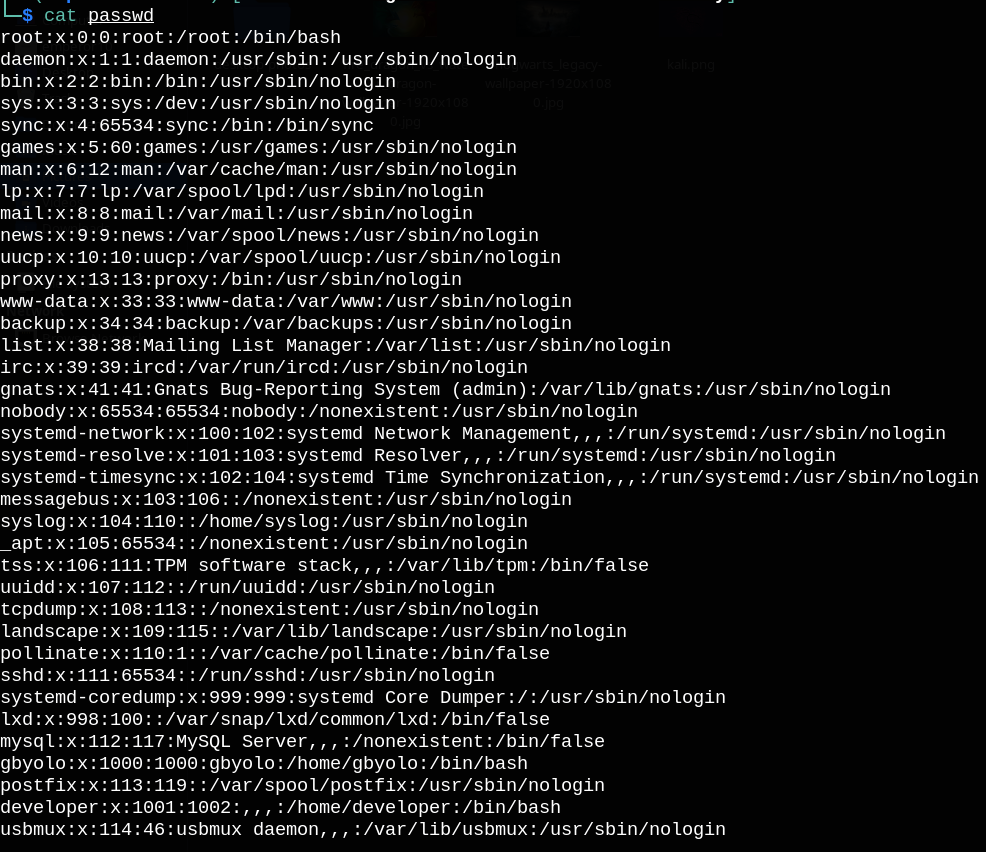 └─$ cat passwd
root:x:0:0:root:/root:/bin/bash
daemon:x:1:1:daemon:/usr/sbin:/usr/sbin/nologin
bin:x:2:2:bin:/bin:/usr/sbin/nologin
sys:x:3:3:sys:/dev:/usr/sbin/nologin
sync:x:4:65534:sync:/bin:/bin/sync
games:x:5:60:games:/usr/games:/usr/sbin/nologin
man:x:6:12:man:/var/cache/man:/usr/sbin/nologin
lp:x:7:7:lp:/var/spool/lpd:/usr/sbin/nologin
mail:x:8:8:mail:/var/mail:/usr/sbin/nologin
news:x:9:9:news:/var/spool/news:/usr/sbin/nologin
uucp:x:10:10:uucp:/var/spool/uucp:/usr/sbin/nologin
proxy:x:13:13:proxy:/bin:/usr/sbin/nologin
www-data:x:33:33:www-data:/var/www:/usr/sbin/nologin
backup:x:34:34:backup:/var/backups:/usr/sbin/nologin
list:x:38:38:Mailing List Manager:/var/list:/usr/sbin/nologin
irc:x:39:39:ircd:/var/run/ircd:/usr/sbin/nologin
gnats:x:41:41:Gnats Bug-Reporting System (admin):/var/lib/gnats:/usr/sbin/nologin
nobody:x:65534:65534:nobody:/nonexistent:/usr/sbin/nologin
systemd-network:x:100:102:systemd Network Management,,,:/run/systemd:/usr/sbin/nologin
systemd-resolve:x:101:103:systemd Resolver,,,:/run/systemd:/usr/sbin/nologin
systemd-timesync:x:102:104:systemd Time Synchronization,,,:/run/systemd:/usr/sbin/nologin
messagebus:x:103:106::/nonexistent:/usr/sbin/nologin
syslog:x:104:110::/home/syslog:/usr/sbin/nologin
_apt:x:105:65534::/nonexistent:/usr/sbin/nologin
tss:x:106:111:TPM software stack,,,:/var/lib/tpm:/bin/false
uuidd:x:107:112::/run/uuidd:/usr/sbin/nologin
tcpdump:x:108:113::/nonexistent:/usr/sbin/nologin
landscape:x:109:115::/var/lib/landscape:/usr/sbin/nologin
pollinate:x:110:1::/var/cache/pollinate:/bin/false
sshd:x:111:65534::/run/sshd:/usr/sbin/nologin
systemd-coredump:x:999:999:systemd Core Dumper:/:/usr/sbin/nologin
lxd:x:998:100::/var/snap/lxd/common/lxd:/bin/false
mysql:x:112:117:MySQL Server,,,:/nonexistent:/bin/false
gbyolo:x:1000:1000:gbyolo:/home/gbyolo:/bin/bash
postfix:x:113:119::/var/spool/postfix:/usr/sbin/nologin
developer:x:1001:1002:,,,:/home/developer:/bin/bash
usbmux:x:114:46:usbmux daemon,,,:/var/lib/usbmux:/usr/sbin/nologin